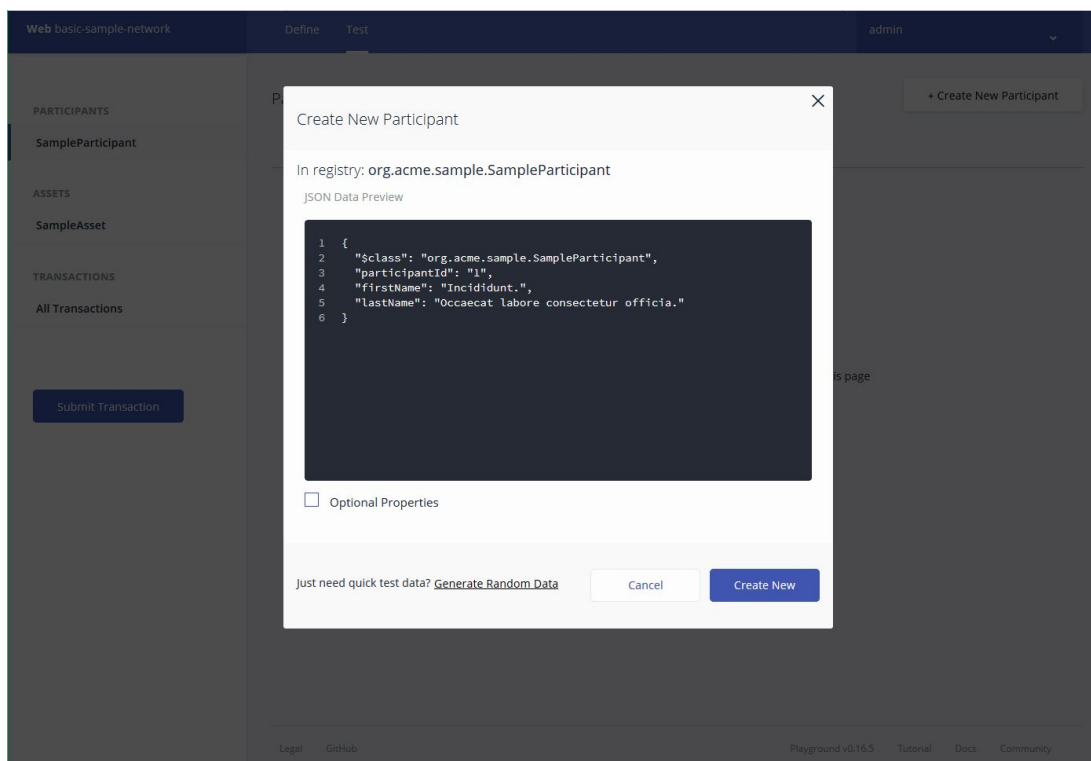 Web basic-sample-network
Define Test
admin
PARTICIPANTS
SampleParticipant
ASSETS
SampleAsset
TRANSACTIONS
All Transactions
Submit Transaction
P
+ Create New Participant
Create New Participant
In registry: org.acme.sample.SampleParticipant
JSON Data Preview
1 {
2 "$class": "org.acme.sample.SampleParticipant",
3 "participantId": "1",
4 "firstName": "Incididunt.",
5 "lastName": "Occaecat labore consectetur officia."
6 }
is page
Optional Properties
Just need quick test data? Generate Random Data
Cancel
Create New
Legal GitHub
Playground v0.16.5 Tutorial Docs Community